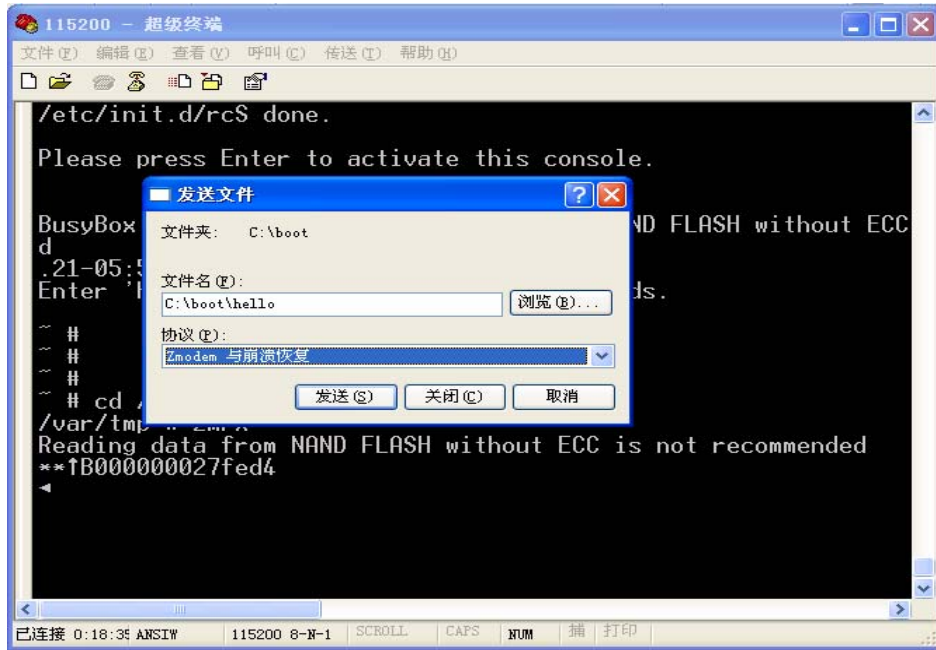 115200 - 超级终端
文件(F) 编辑(E) 查看(V) 呼叫(C) 传送(T) 帮助(H)
/etc/init.d/rcS done.
Please press Enter to activate this console.
发送文件
文件夹: C:\boot
文件名(F):
C:\boot\hello
浏览(B)...
协议(P):
Zmodem 与崩溃恢复
发送(S) 关闭(C) 取消
BusyBox ND FLASH without ECC
d
.21-05:5
Enter ds.
~ #
~ #
~ #
~ # cd
/var/tmp #
Reading data from NAND FLASH without ECC is not recommended
**↑B000000027fed4
◄
已连接 0:18:35 ANSIW 115200 8-N-1 SCROLL CAPS NUM 捕 打印